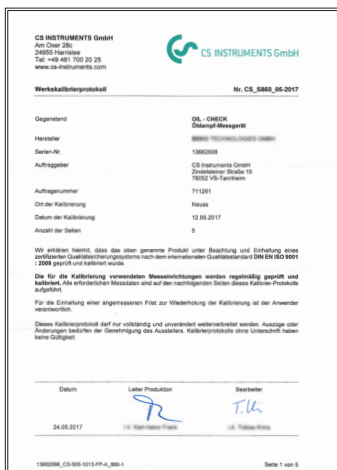 CS INSTRUMENTS GmbH
Am Oxer 28c
24955 Harrislee
Tel: +49 461 700 20 25
www.cs-instruments.com
CS INSTRUMENTS GmbH
Werkskalibrierprotokoll Nr. CS_S860_05-2017
Gegenstand OIL - CHECK
Öldampf-Messgerät
Hersteller
Serien-Nr. 13662698
Auftraggeber CS Instruments GmbH
Zindelsteiner Straße 15
78052 VS-Tannheim
Auftragenummer 711261
Ort der Kalibrierung Neuss
Datum der Kalibrierung 12.05.2017
Anzahl der Seiten 5
Wir erklären hiermit, dass das oben genannte Produkt unter Beachtung und Einhaltung eines
zertifizierten Qualitätssicherungssystems nach dem internationalen Qualitätsstandard DIN EN ISO 9001
: 2008 geprüft und kalibriert wurde.
Die für die Kalibrierung verwendeten Messeinrichtungen werden regelmäßig geprüft und
kalibriert. Alle erforderlichen Messdaten sind auf den nachfolgenden Seiten dieses Kalibrier-Protokolls
aufgeführt.
Für die Einhaltung einer angemessenen Frist zur Wiederholung der Kalibrierung ist der Anwender
verantwortlich.
Dieses Kalibrierprotokoll darf nur vollständig und unverändert weiterverbreitet werden. Auszüge oder
Änderungen bedürfen der Genehmigung des Ausstellers. Kalibrierprotokolle ohne Unterschrift haben
keine Gültigkeit.
Datum Leiter Produktion Bearbeiter
24.05.2017
Seite 1 von 5